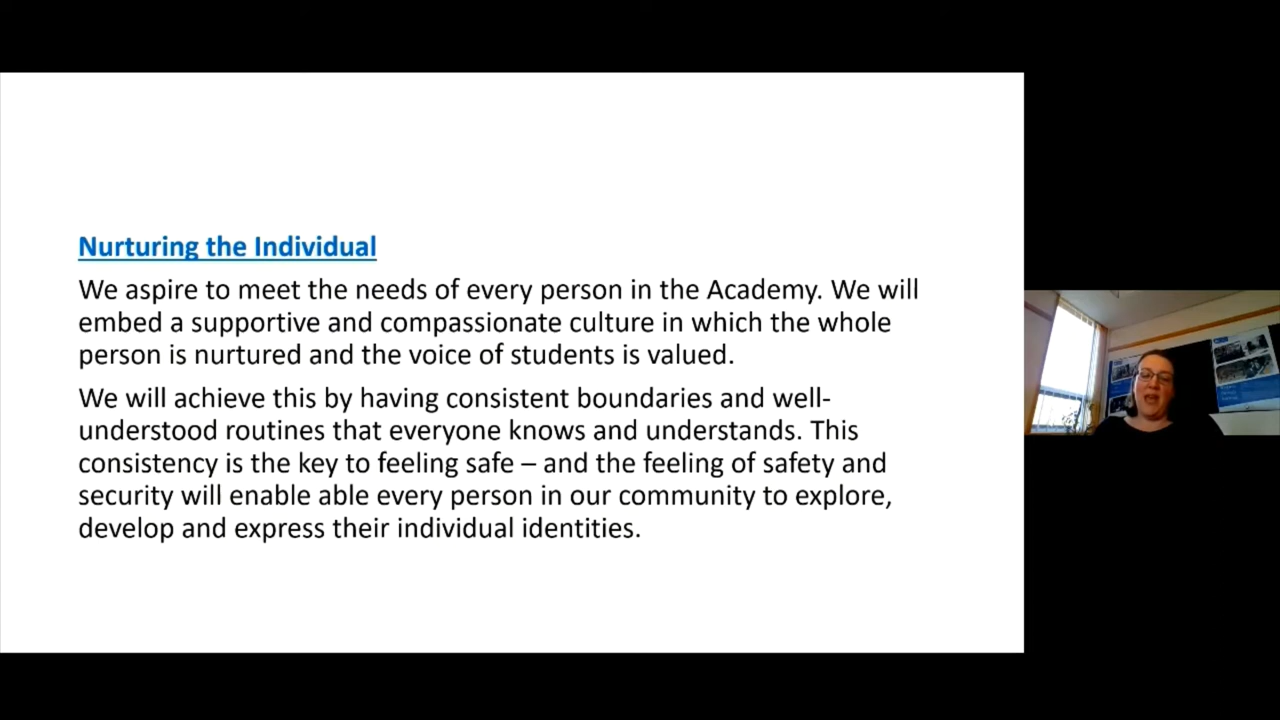 Nurturing the Individual
We aspire to meet the needs of every person in the Academy. We will
embed a supportive and compassionate culture in which the whole
person is nurtured and the voice of students is valued.
We will achieve this by having consistent boundaries and well-
understood routines that everyone knows and understands. This
consistency is the key to feeling safe – and the feeling of safety and
security will enable able every person in our community to explore,
develop and express their individual identities.